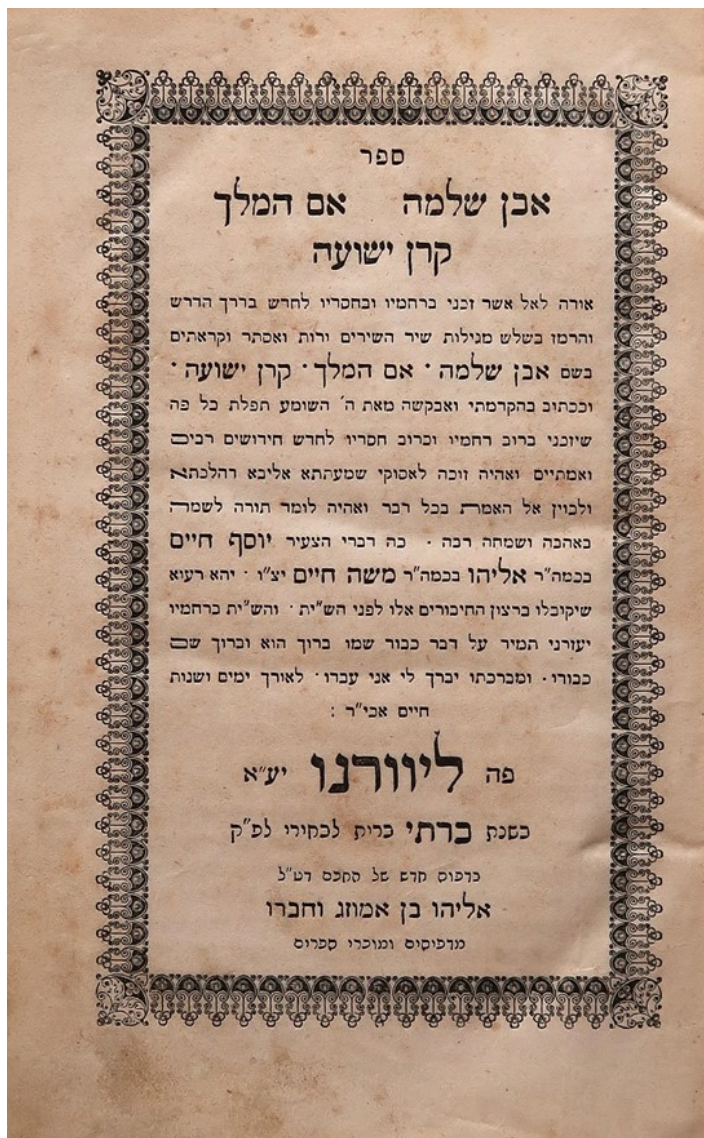 ספר
אבן שלמה אם המלך
קרן ישועה
אודה לאל אשר זכני ברחמיו ובחסדיו לחדש בדרך הדרש
והרמז בשלש מגילות שיר השירים ורות ואסתר וקראתים
בשם אבן שלמה · אם המלך · קרן ישועה ·
וככתוב בהקדמתי ואבקשה מאת ה׳ השומע תפלת כל פה
שיזכני ברוב רחמיו וברוב חסדיו לחדש חידושים רבים
ואמתיים ואהיה זוכה לאסוקי שמעתתא אליבא דהלכתא
ולכוין אל האמת בכל דבר ואהיה לומד תורה לשמה
באהבה ושמחה רבה · כה דברי הצעיר יוסף חיים
בכמה״ר אליהו בכמה״ר משה חיים יצ״ו · יהא רעוא
שיקובלו ברצון החיבורים אלו לפני הש״ית · והש״ית ברחמיו
יעזרני תמיד על דבר כבוד שמו ברוך הוא וברוך שם
כבודו · ומברכתו יברך לי אני עבדו · לאורך ימים ושנות
חיים אכי״ר :
פה ליוורנו יע״א
בשנת ברתי ברית לבחירי לפ״ק
בדפוס חדש של החכם דט״ל
אליהו בן אמוזג וחברו
מדפיסים ומוכרי ספרים